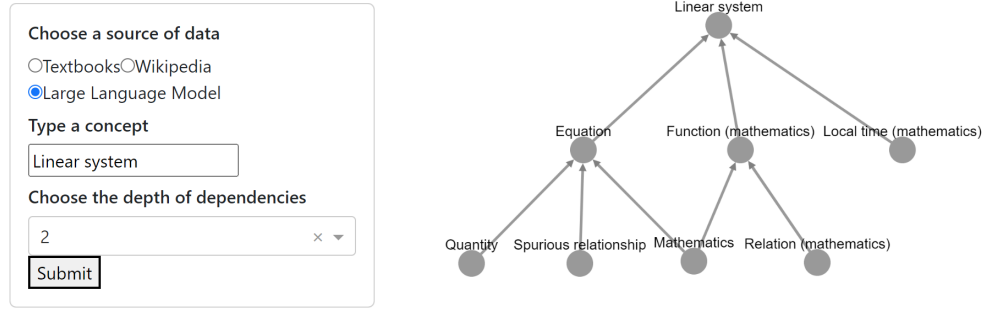 Choose a source of data
Textbooks Wikipedia
Large Language Model
Type a concept
Linear system
Choose the depth of dependencies
2
Submit
Linear system
Equation Function (mathematics) Local time (mathematics)
Quantity Spurious relationship Mathematics Relation (mathematics)